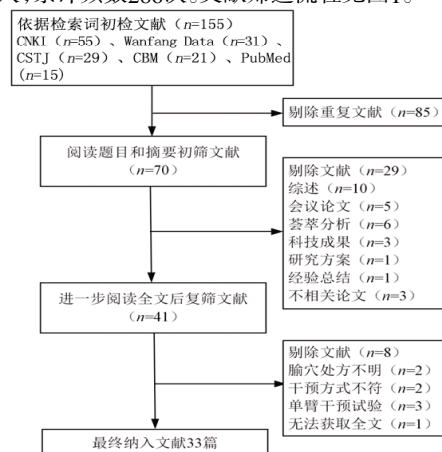 依据检索词初检文献（n=155）
CNKI（n=55）、Wanfang Data（n=31）、
CSTJ（n=29）、CBM（n=21）、PubMed
(n=15)
剔除重复文献（n=85）
阅读题目和摘要初筛文献
（n=70）
剔除文献（n=29）
综述（n=10）
会议论文（n=5）
荟萃分析（n=6）
科技成果（n=3）
研究方案（n=1）
经验总结（n=1）
不相关论文（n=3）
进一步阅读全文后复筛文献
（n=41）
剔除文献（n=8）
腧穴处方不明（n=2）
干预方式不符（n=2）
单臂干预试验（n=3）
无法获取全文（n=1）
最终纳入文献33篇